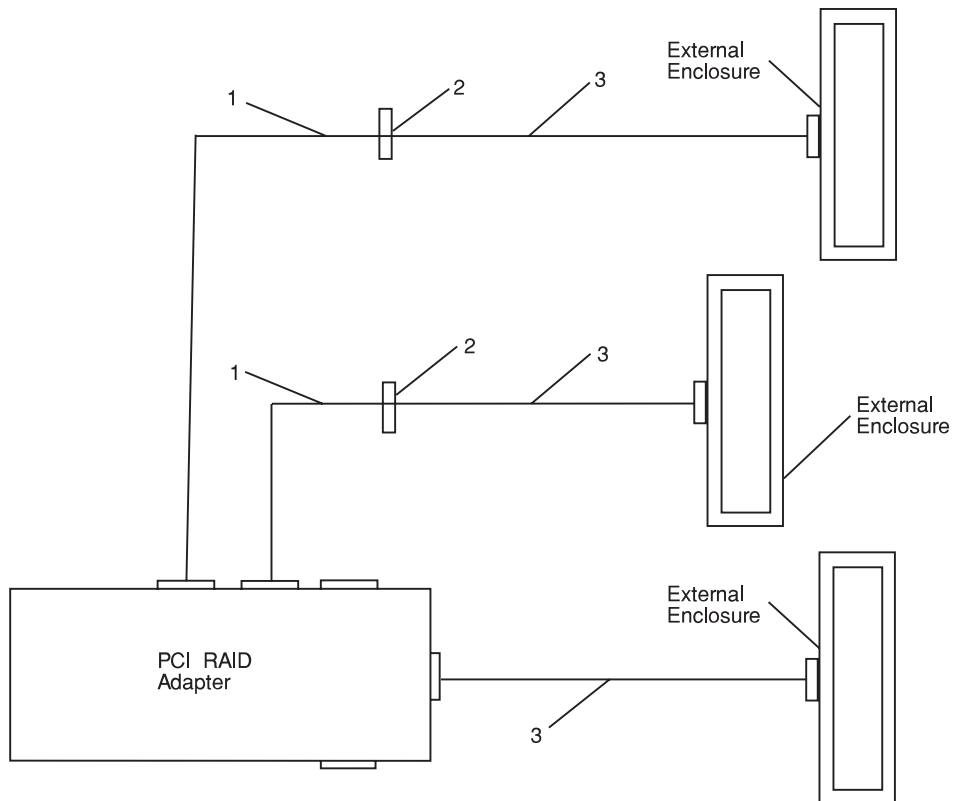 External
Enclosure
1
2
3
1
2
3
External
Enclosure
External
Enclosure
PCI RAID
Adapter
3